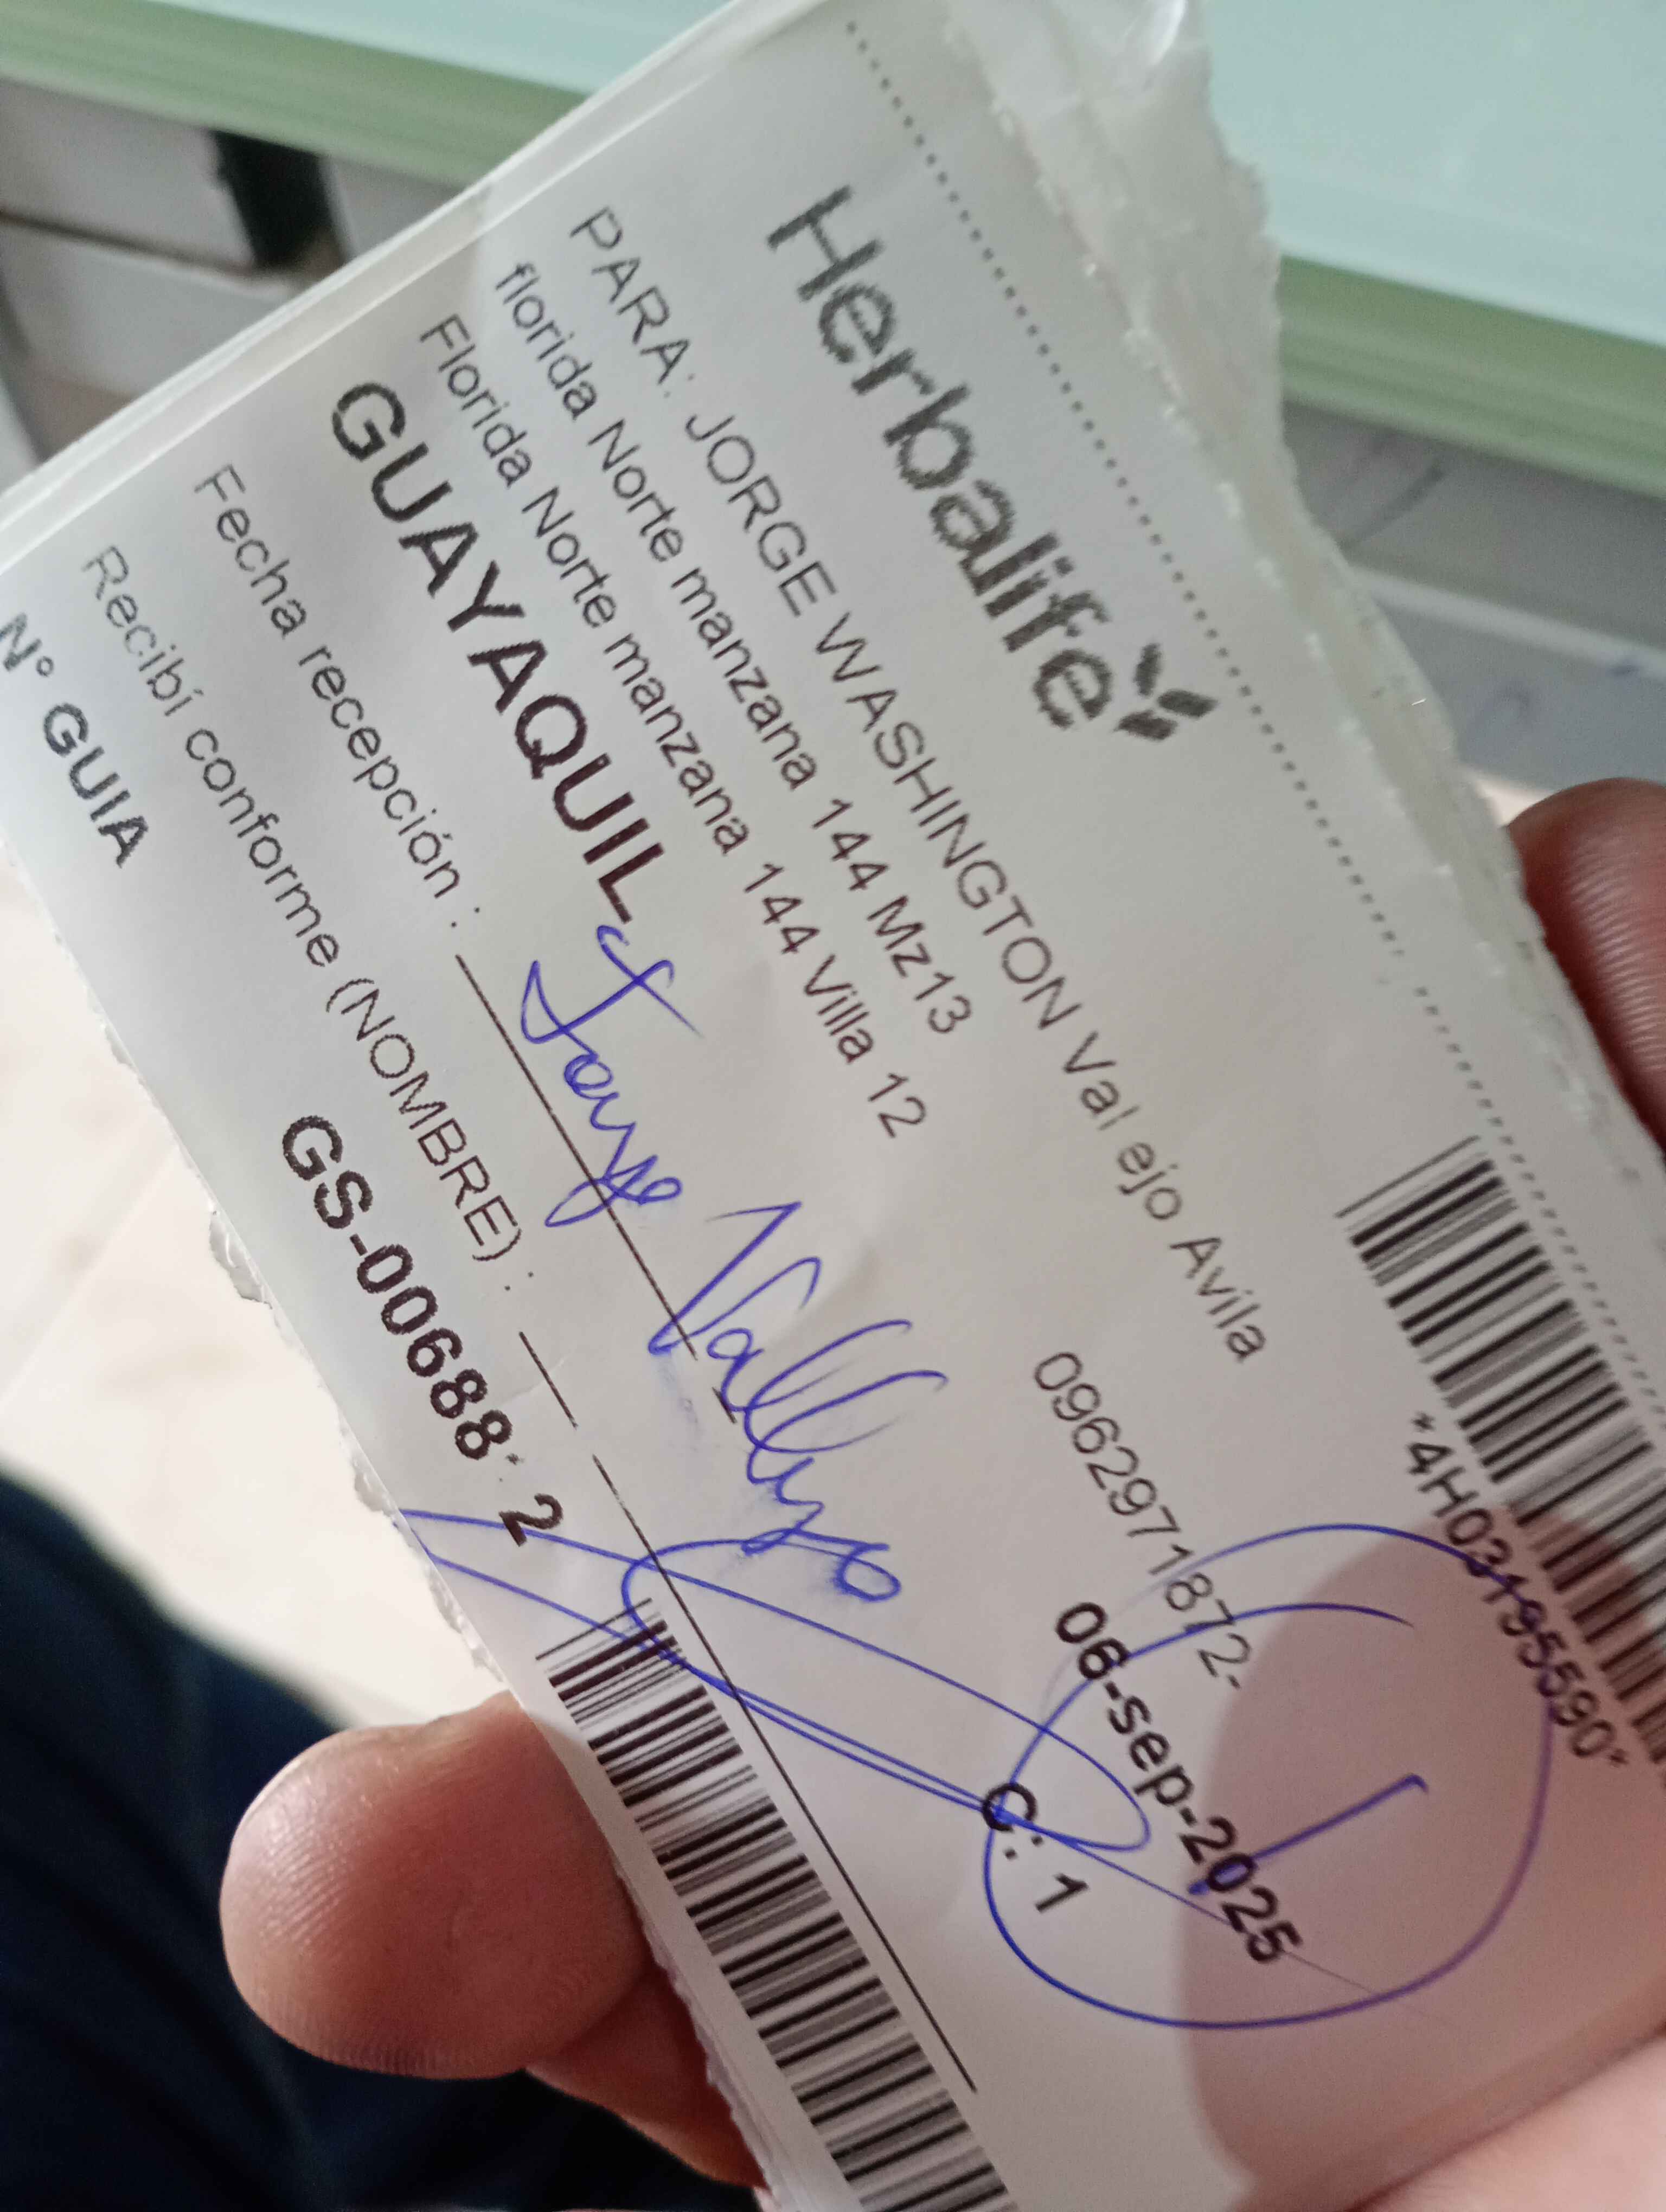 Herbalife
*4H03195590*
PARA: JORGE WASHINGTON Val ejo Avila
florida Norte manzana 144 Mz13
0962971872-
Florida Norte manzana 144 Villa 12
06-sep-2025
GUAYAQUIL
C: 1
Fecha recepción :
Jorge Vallejo
Recibí conforme (NOMBRE) :
N° GUIA
GS-00688 2